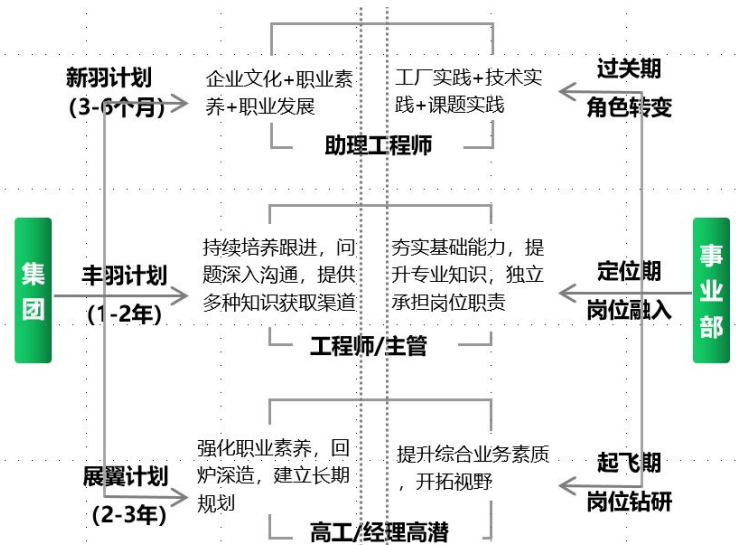 新羽计划
(3-6个月)
企业文化+职业素
养+职业发展
工厂实践+技术实
践+课题实践
过关期
角色转变
助理工程师
集团
丰羽计划
(1-2年)
持续培养跟进，问
题深入沟通，提供
多种知识获取渠道
夯实基础能力，提
升专业知识；独立
承担岗位职责
定位期
岗位融入
事业部
工程师/主管
展翼计划
(2-3年)
强化职业素养，回
炉深造，建立长期
规划
提升综合业务素质
，开拓视野
起飞期
岗位钻研
高工/经理高潜